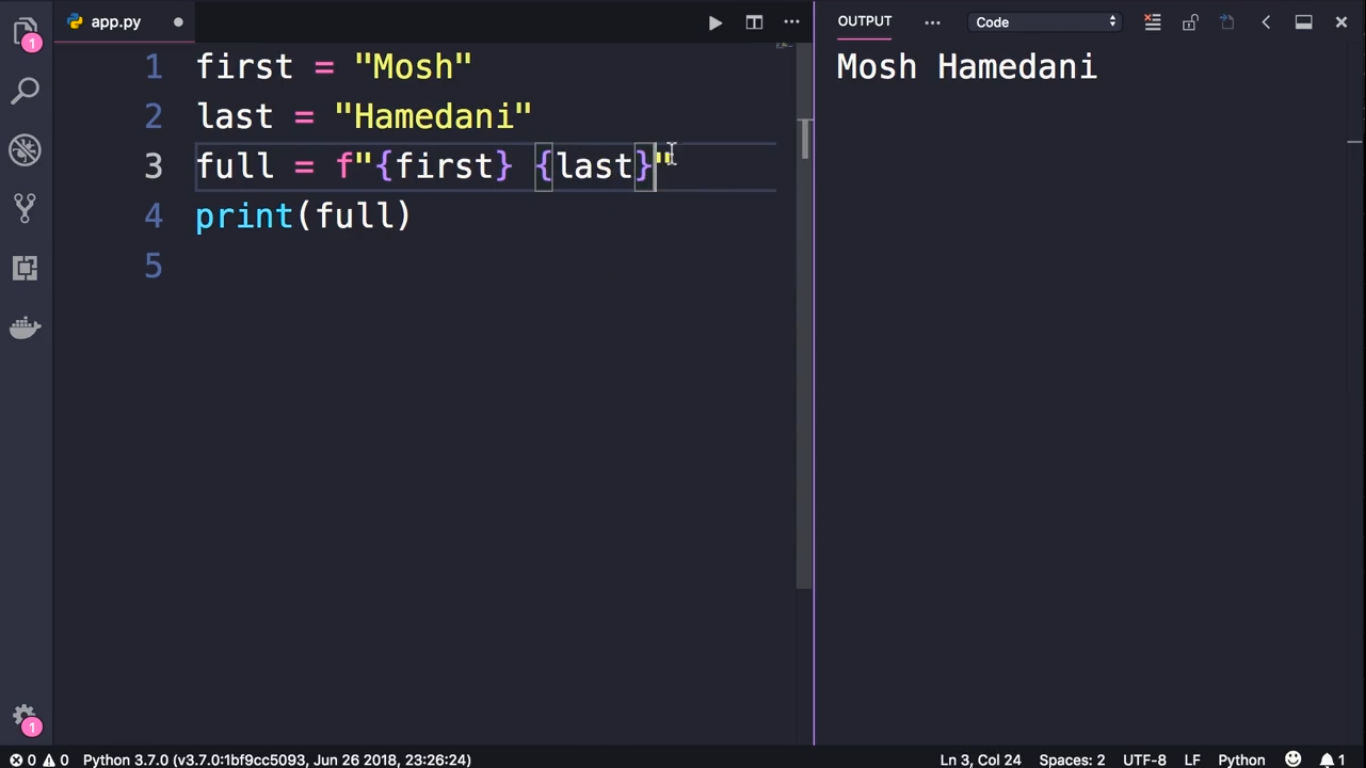 app.py
OUTPUT
Code
1 first = "Mosh"
2 last = "Hamedani"
3 full = f"{first} {last}"
4 print(full)
5
Mosh Hamedani
1
1
0 0 Python 3.7.0 (v3.7.0:1bf9cc5093, Jun 26 2018, 23:26:24)
Ln 3, Col 24 Spaces: 2 UTF-8 LF Python 1